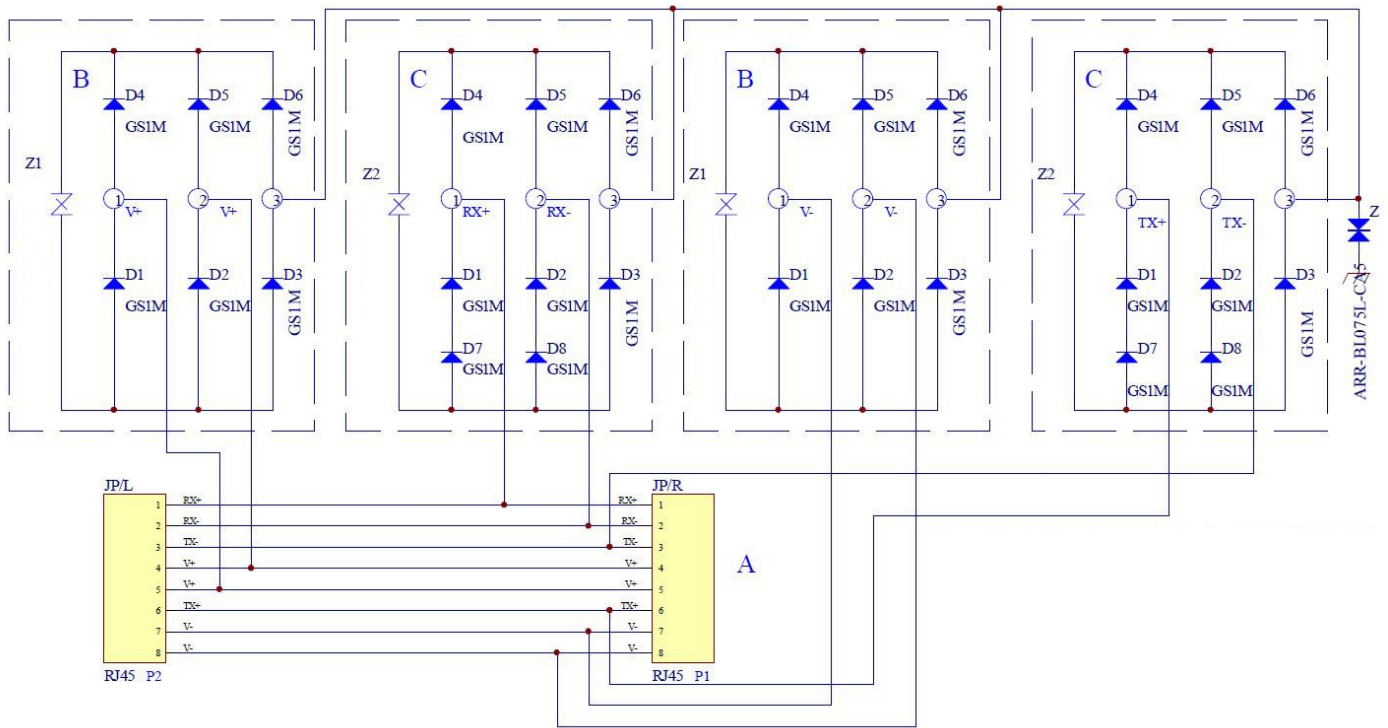 B
D4
D5
D6
GS1M
GS1M
GS1M
Z1
1
2
3
V+
V+
D1
D2
D3
GS1M
GS1M
GS1M
C
D4
D5
D6
GS1M
GS1M
GS1M
Z2
1
2
3
RX+
RX-
D1
D2
D3
GS1M
GS1M
GS1M
D7
D8
GS1M
GS1M
B
D4
D5
D6
GS1M
GS1M
GS1M
Z1
1
2
3
V-
V-
D1
D2
D3
GS1M
GS1M
GS1M
C
D4
D5
D6
GS1M
GS1M
GS1M
Z2
1
2
3
TX+
TX-
D1
D2
D3
GS1M
GS1M
GS1M
D7
D8
GS1M
GS1M
Z
ARR-BL075L-CA5
JP/L
1 RX+
2 RX-
3 TX-
4 V+
5 V+
6 TX+
7 V-
8 V-
RJ45 P2
JP/R
RX+ 1
RX- 2
TX- 3
V+ 4
V+ 5
TX+ 6
V- 7
V- 8
RJ45 P1
A